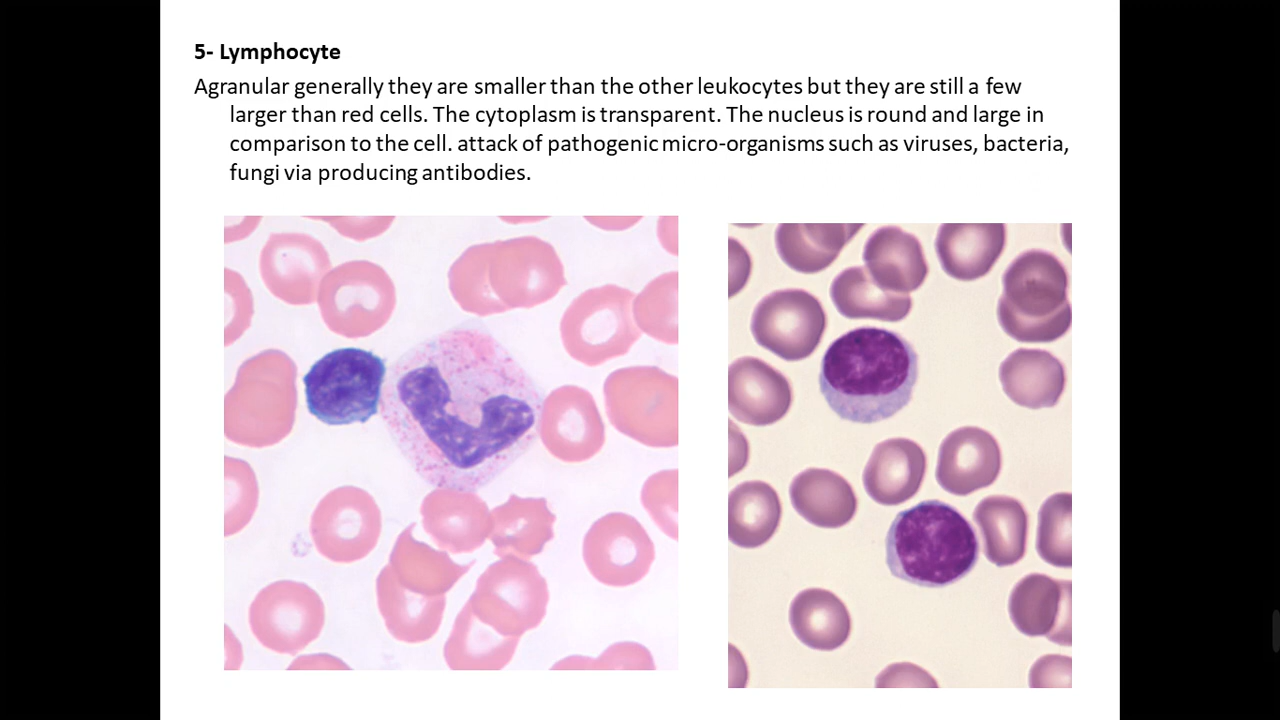 5- Lymphocyte
Agranular generally they are smaller than the other leukocytes but they are still a few
larger than red cells. The cytoplasm is transparent. The nucleus is round and large in
comparison to the cell. attack of pathogenic micro-organisms such as viruses, bacteria,
fungi via producing antibodies.